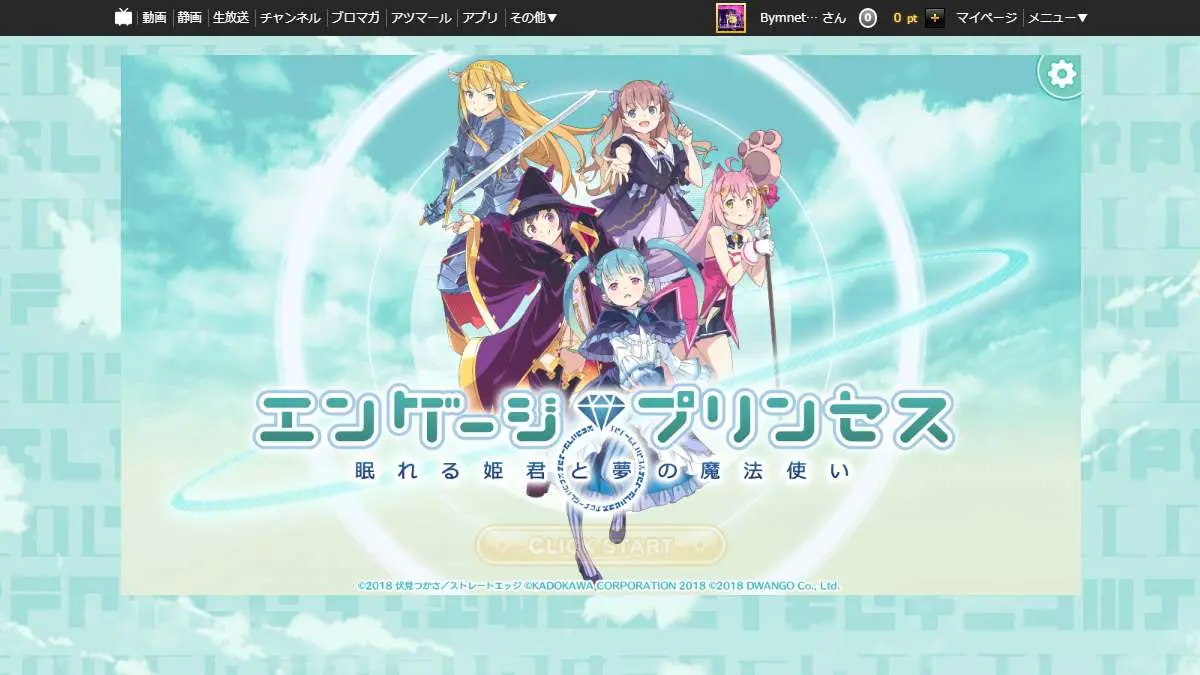 動画 静画 生放送 チャンネル ブロマガ アツマール アプリ その他▼ Bymnet… さん 0 0 pt + マイページ メニュー▼
エンゲージ プリンセス
眠れる姫君と夢の魔法使い
CLICK START
©2018 伏見つかさ／ストレートエッジ ©KADOKAWA CORPORATION 2018 ©2018 DWANGO Co., Ltd.